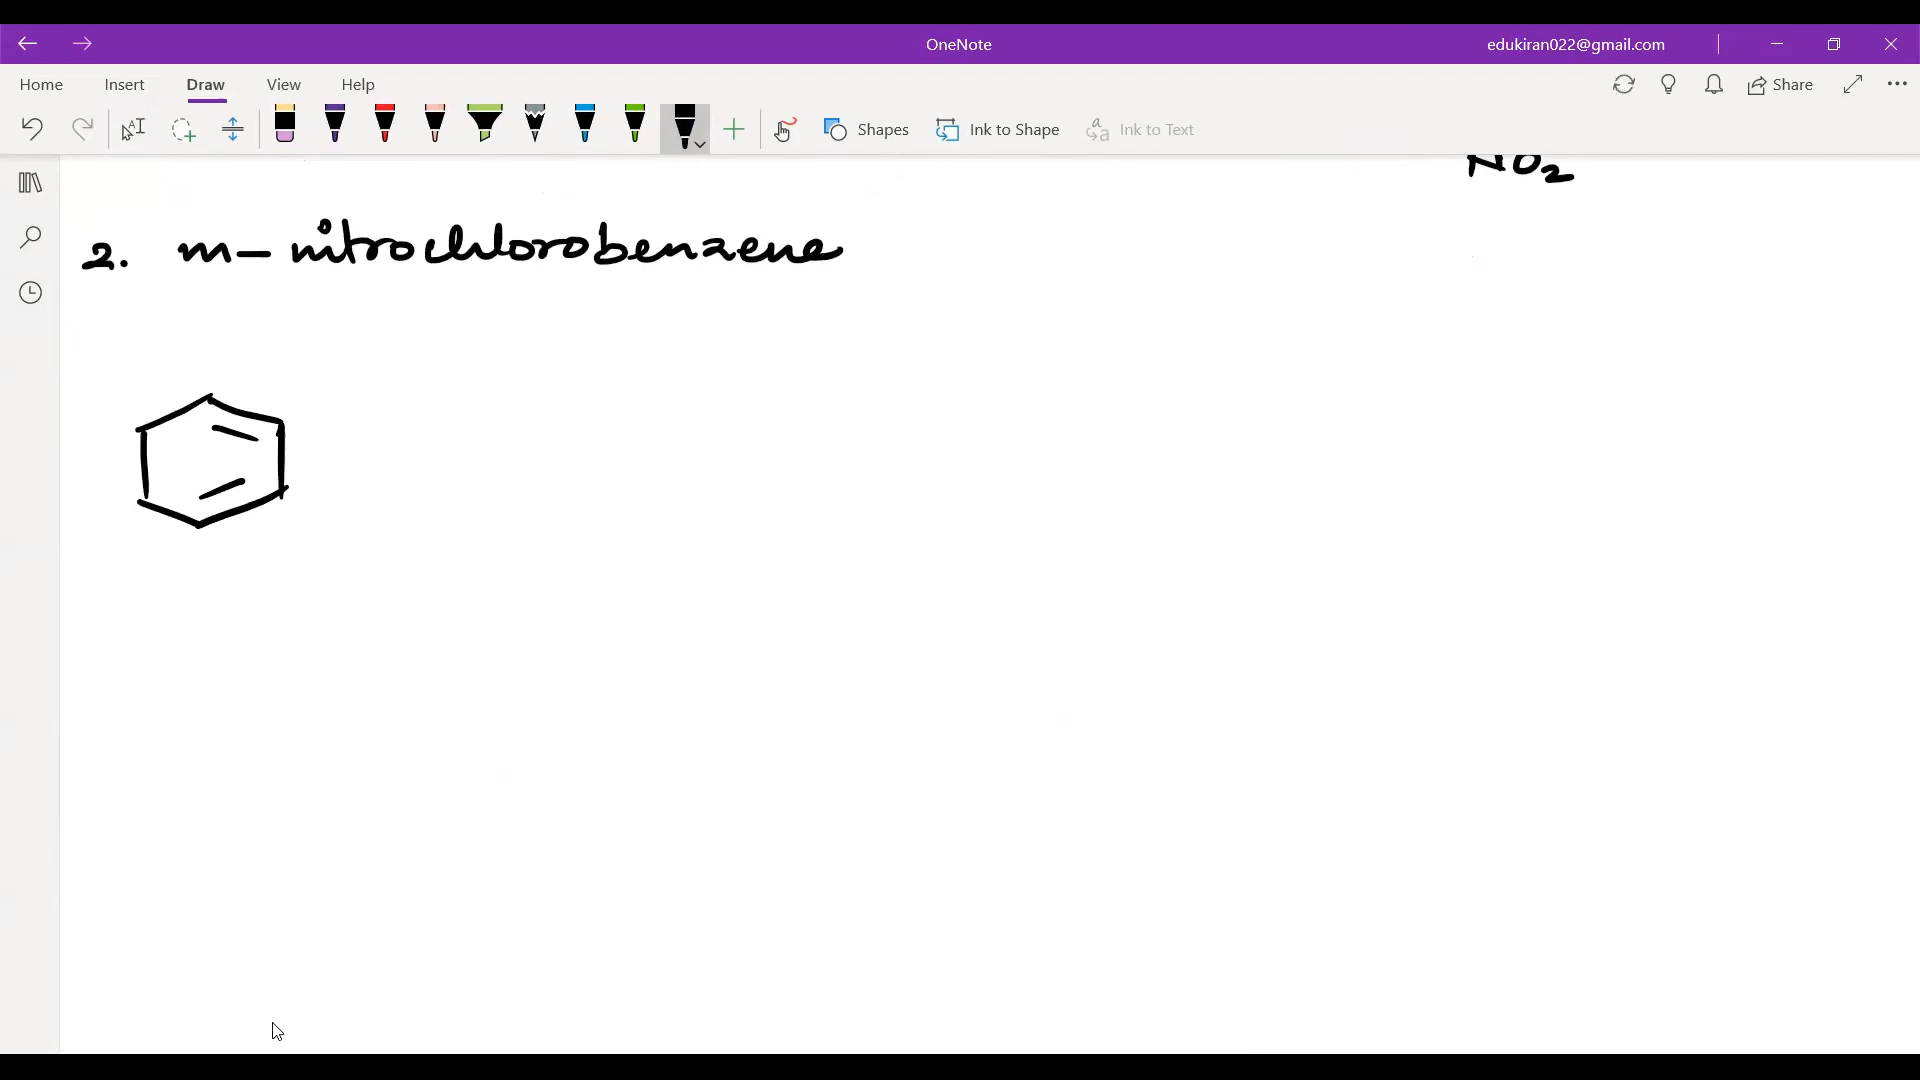 OneNote
edukiran022@gmail.com
Home Insert Draw View Help
Share
Shapes Ink to Shape Ink to Text
NO2
2. m- nitrochlorobenzene